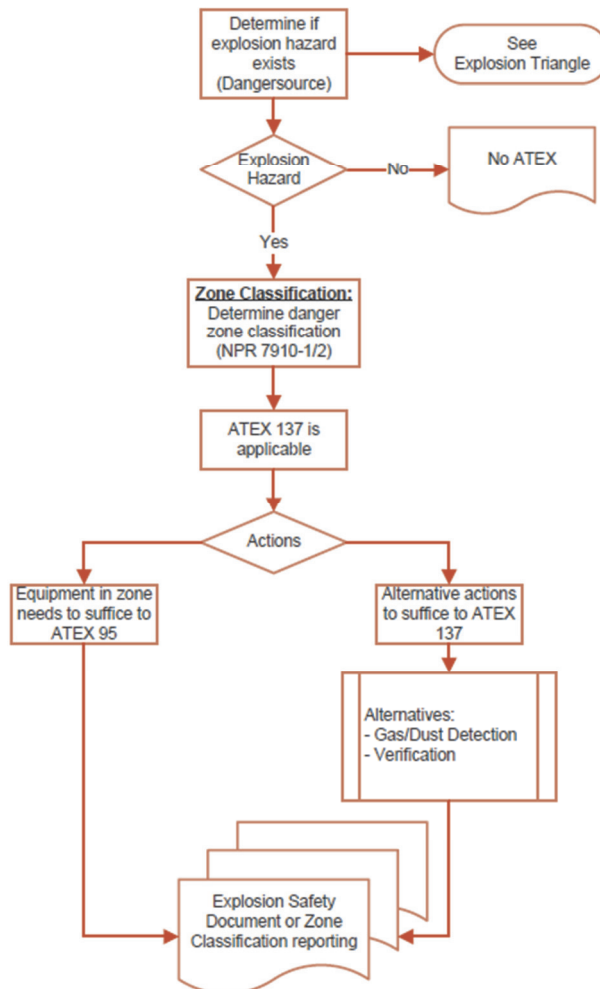 Determine if
explosion hazard
exists
(Dangersource)
See
Explosion Triangle
Explosion
Hazard
No
No ATEX
Yes
Zone Classification:
Determine danger
zone classification
(NPR 7910-1/2)
ATEX 137 is
applicable
Actions
Equipment in zone
needs to suffice to
ATEX 95
Alternative actions
to suffice to ATEX
137
Alternatives:
- Gas/Dust Detection
- Verification
Explosion Safety
Document or Zone
Classification reporting